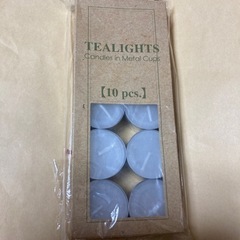 TEALIGHTS
Candles in Metal Cups
【10 pcs.】